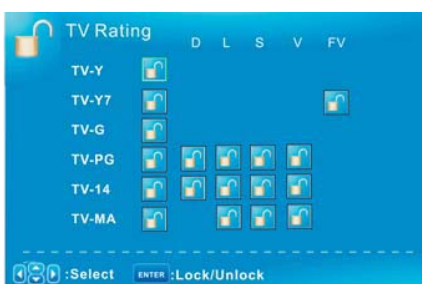 TV Rating D L S V FV
TV-Y
TV-Y7
TV-G
TV-PG
TV-14
TV-MA
:Select ENTER :Lock/Unlock